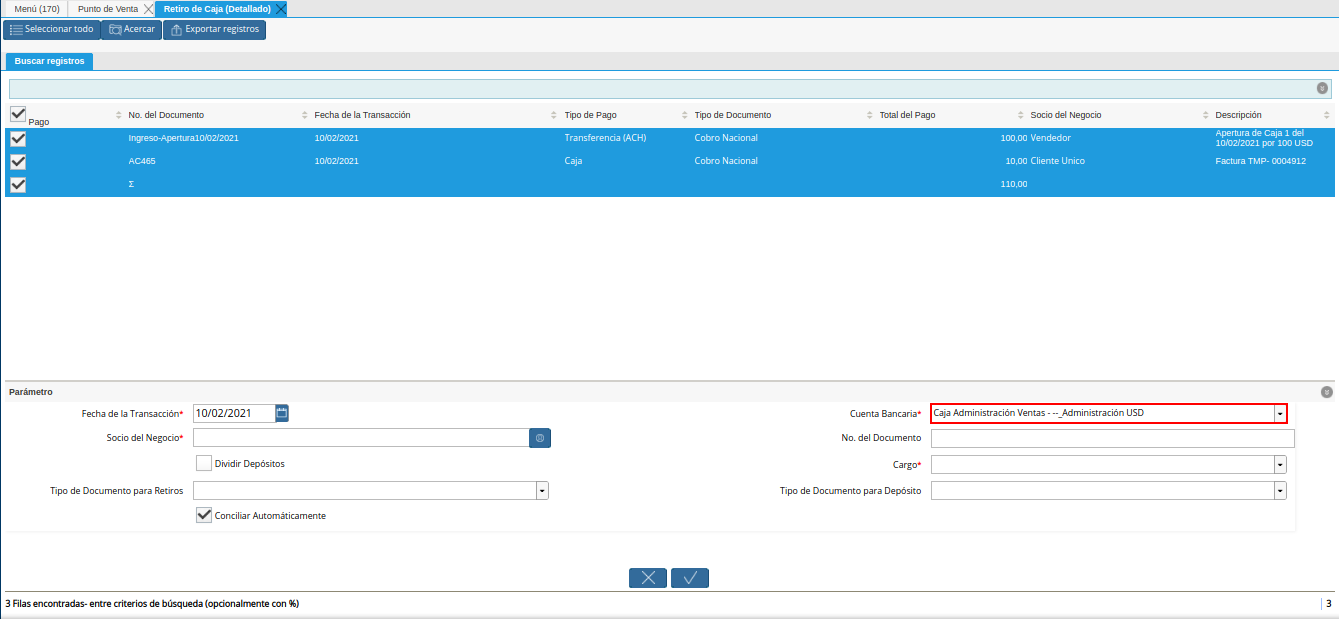 Menú (170) Punto de Venta Retiro de Caja (Detallado)
Seleccionar todo Acercar Exportar registros
Buscar registros
Pago No. del Documento Fecha de la Transacción Tipo de Pago Tipo de Documento Total del Pago Socio del Negocio Descripción
Ingreso-Apertura10/02/2021 10/02/2021 Transferencia (ACH) Cobro Nacional 100,00 Vendedor Apertura de Caja 1 del
10/02/2021 por 100 USD
AC465 10/02/2021 Caja Cobro Nacional 10,00 Cliente Unico Factura TMP- 0004912
Σ 110,00
Parámetro
Fecha de la Transacción* 10/02/2021 Cuenta Bancaria* Caja Administración Ventas - --_Administración USD
Socio del Negocio* No. del Documento
Dividir Depósitos Cargo*
Tipo de Documento para Retiros Tipo de Documento para Depósito
Conciliar Automáticamente
3 Filas encontradas- entre criterios de búsqueda (opcionalmente con %) 3